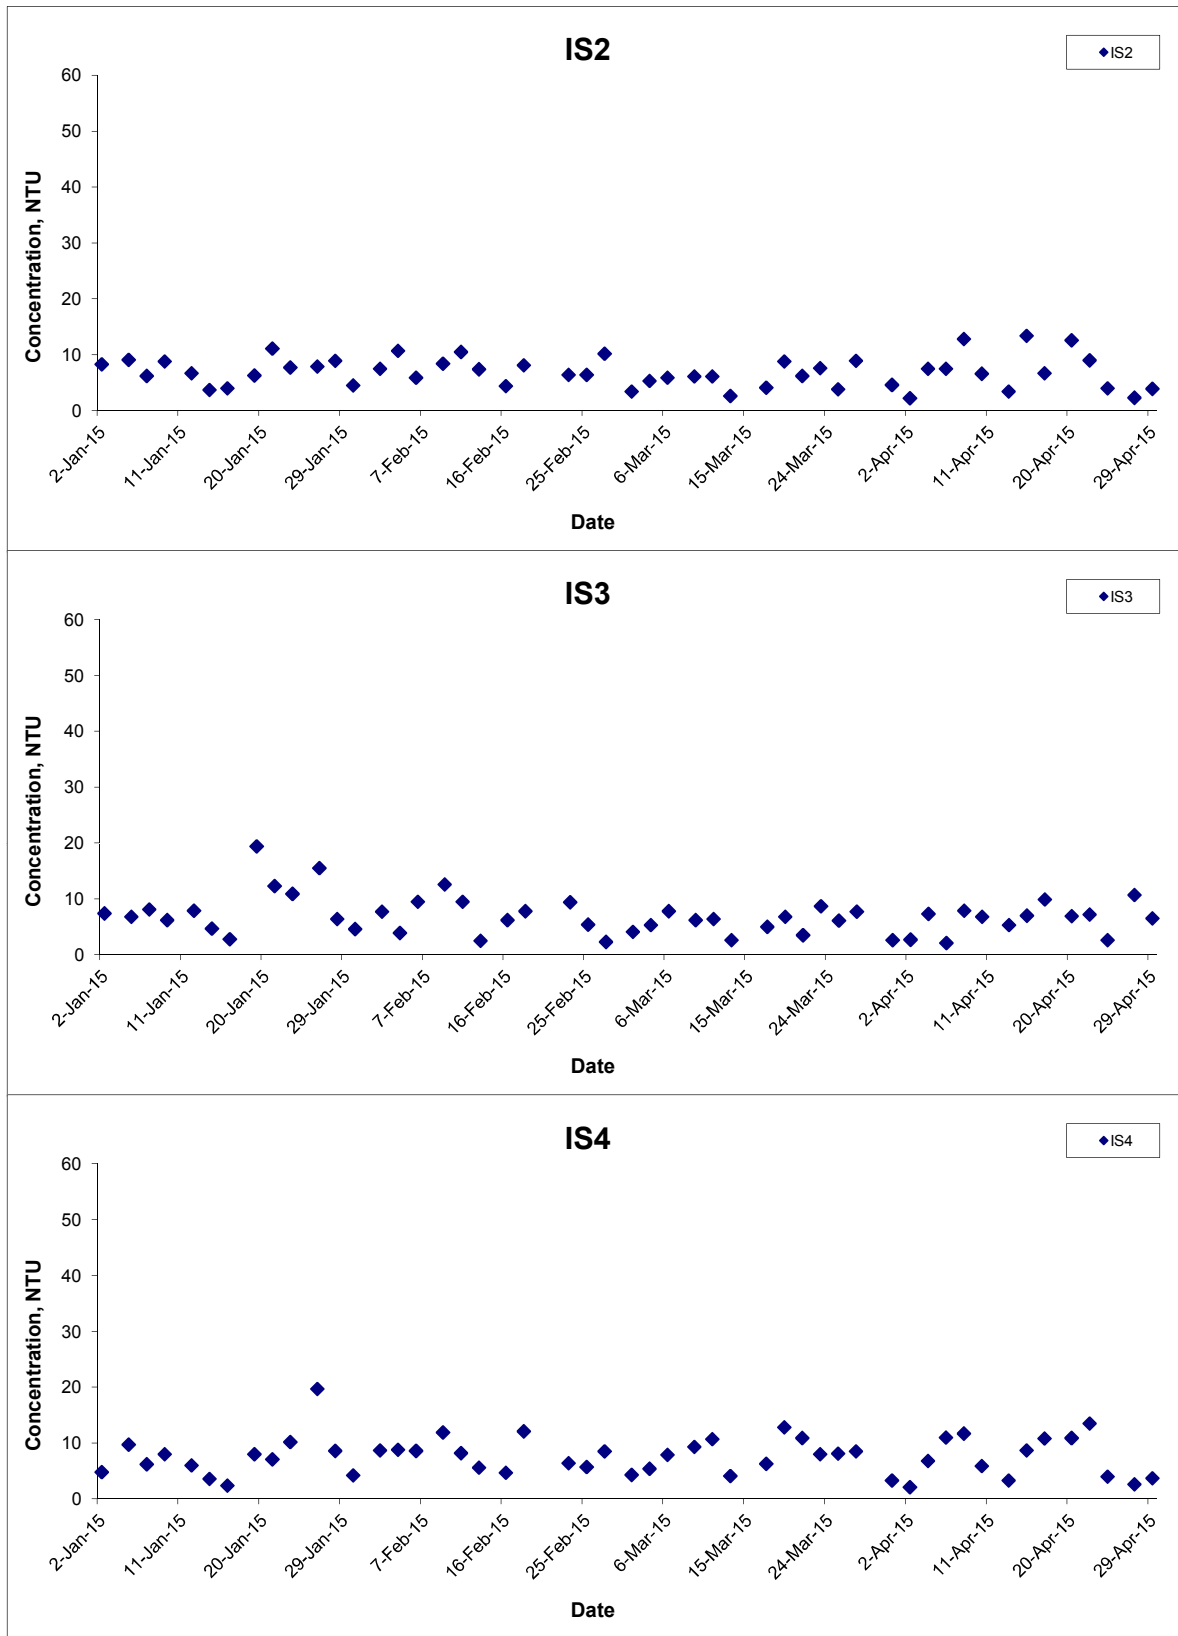 IS2
IS2
60
50
40
30
20
10
0
Concentration, NTU
2-Jan-15
11-Jan-15
20-Jan-15
29-Jan-15
7-Feb-15
16-Feb-15
25-Feb-15
6-Mar-15
15-Mar-15
24-Mar-15
2-Apr-15
11-Apr-15
20-Apr-15
29-Apr-15
Date
IS3
IS3
60
50
40
30
20
10
0
Concentration, NTU
2-Jan-15
11-Jan-15
20-Jan-15
29-Jan-15
7-Feb-15
16-Feb-15
25-Feb-15
6-Mar-15
15-Mar-15
24-Mar-15
2-Apr-15
11-Apr-15
20-Apr-15
29-Apr-15
Date
IS4
IS4
60
50
40
30
20
10
0
Concentration, NTU
2-Jan-15
11-Jan-15
20-Jan-15
29-Jan-15
7-Feb-15
16-Feb-15
25-Feb-15
6-Mar-15
15-Mar-15
24-Mar-15
2-Apr-15
11-Apr-15
20-Apr-15
29-Apr-15
Date